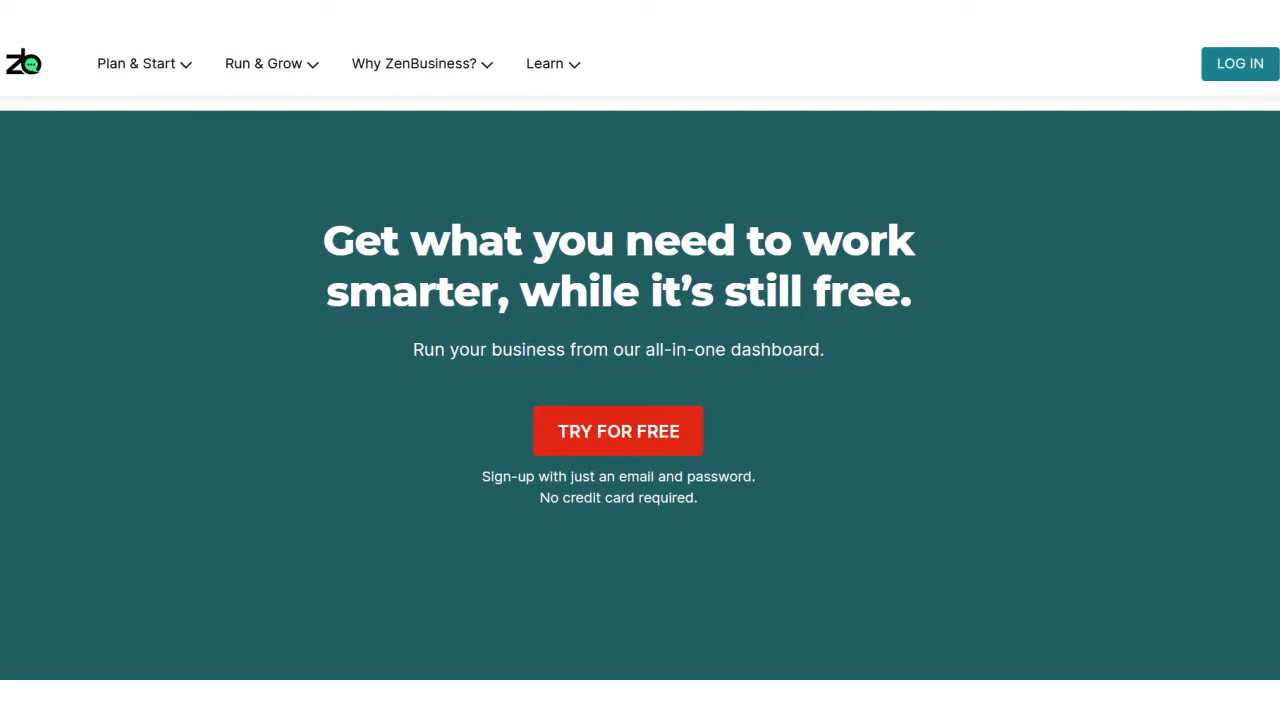 zb
Plan & Start
Run & Grow
Why ZenBusiness?
Learn
LOG IN
Get what you need to work
smarter, while it’s still free.
Run your business from our all-in-one dashboard.
TRY FOR FREE
Sign-up with just an email and password.
No credit card required.